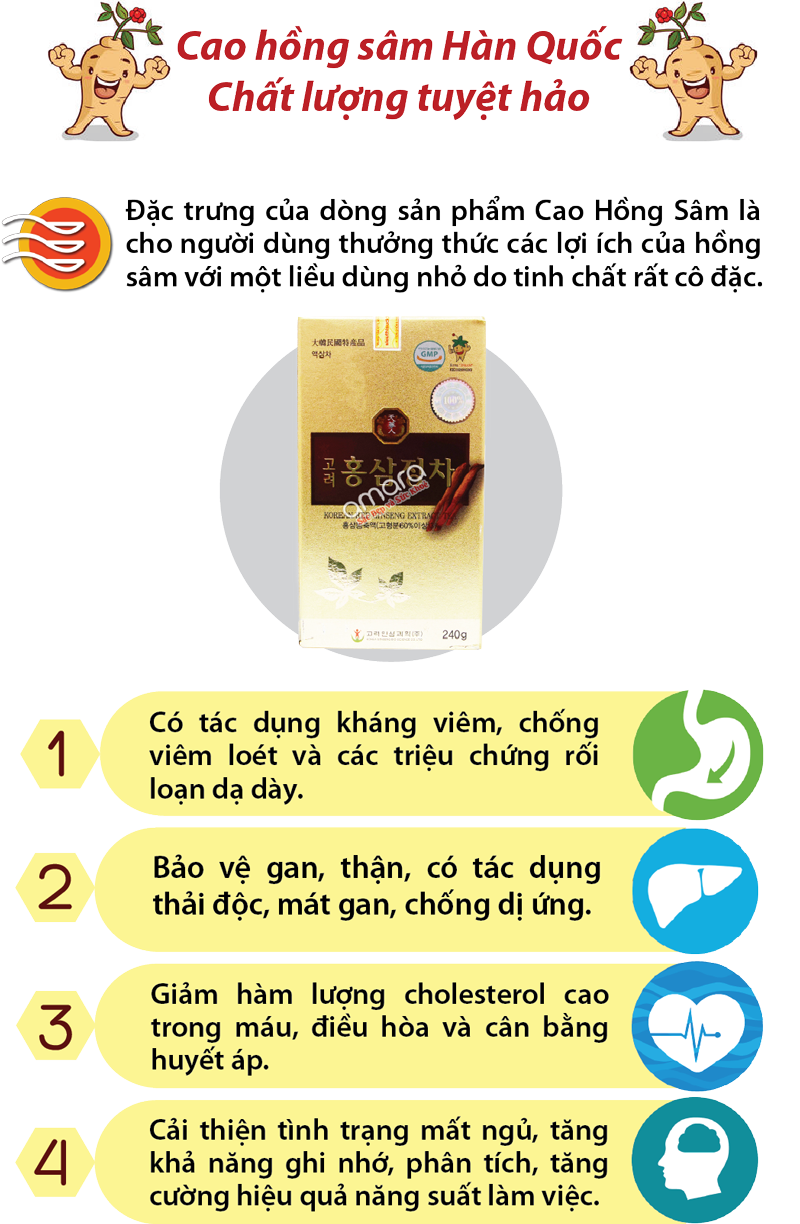 Cao hồng sâm Hàn Quốc
Chất lượng tuyệt hảo
Đặc trưng của dòng sản phẩm Cao Hồng Sâm là
cho người dùng thưởng thức các lợi ích của hồng
sâm với một liều dùng nhỏ do tinh chất rất cô đặc.
大韓民國特産品
GMP
100%
고려 홍삼정차
amara
KOREAN RED GINSENG EXTRACT
홍삼농축액(고형분60%이상)
고려인삼과학(주)
240g
1
Có tác dụng kháng viêm, chống
viêm loét và các triệu chứng rối
loạn dạ dày.
2
Bảo vệ gan, thận, có tác dụng
thải độc, mát gan, chống dị ứng.
3
Giảm hàm lượng cholesterol cao
trong máu, điều hòa và cân bằng
huyết áp.
4
Cải thiện tình trạng mất ngủ, tăng
khả năng ghi nhớ, phân tích, tăng
cường hiệu quả năng suất làm việc.